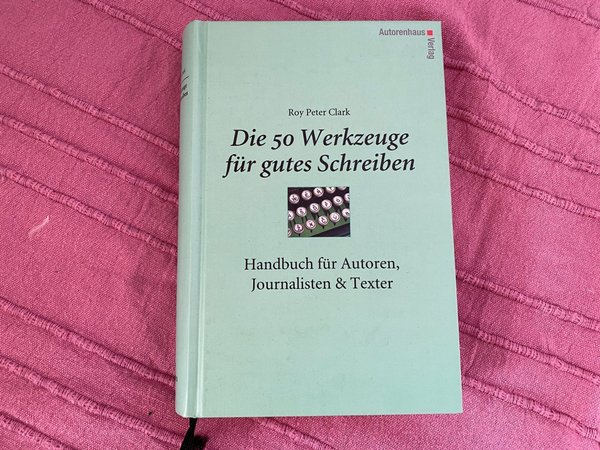 Autorenhaus
Verlag
Roy Peter Clark
Die 50 Werkzeuge
für gutes Schreiben
Handbuch für Autoren,
Journalisten & Texter